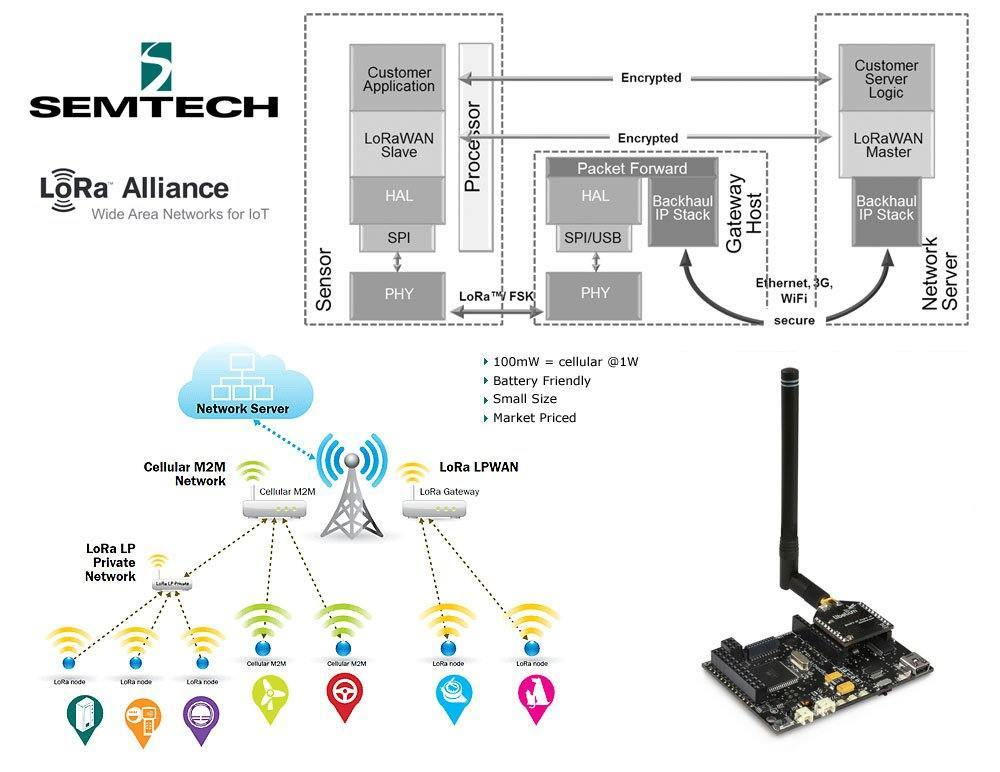 SEMTECH
LoRa™ Alliance
Wide Area Networks for IoT
Sensor
Customer
Application
LoRaWAN
Slave
HAL
SPI
PHY
Processor
Encrypted
Encrypted
LoRa™/ FSK
Packet Forward
HAL
SPI/USB
PHY
Backhaul
IP Stack
Gateway
Host
Ethernet, 3G,
WiFi
secure
Customer
Server
Logic
LoRaWAN
Master
Backhaul
IP Stack
Network
Server
100mW = cellular @1W
Battery Friendly
Small Size
Market Priced
Network Server
Cellular M2M
Network
Cellular M2M
LoRa LPWAN
LoRa Gateway
LoRa LP
Private
Network
LoRa LP-Private
LoRa node
LoRa node
LoRa node
Cellular M2M
Cellular M2M
LoRa node
LoRa node
libelium